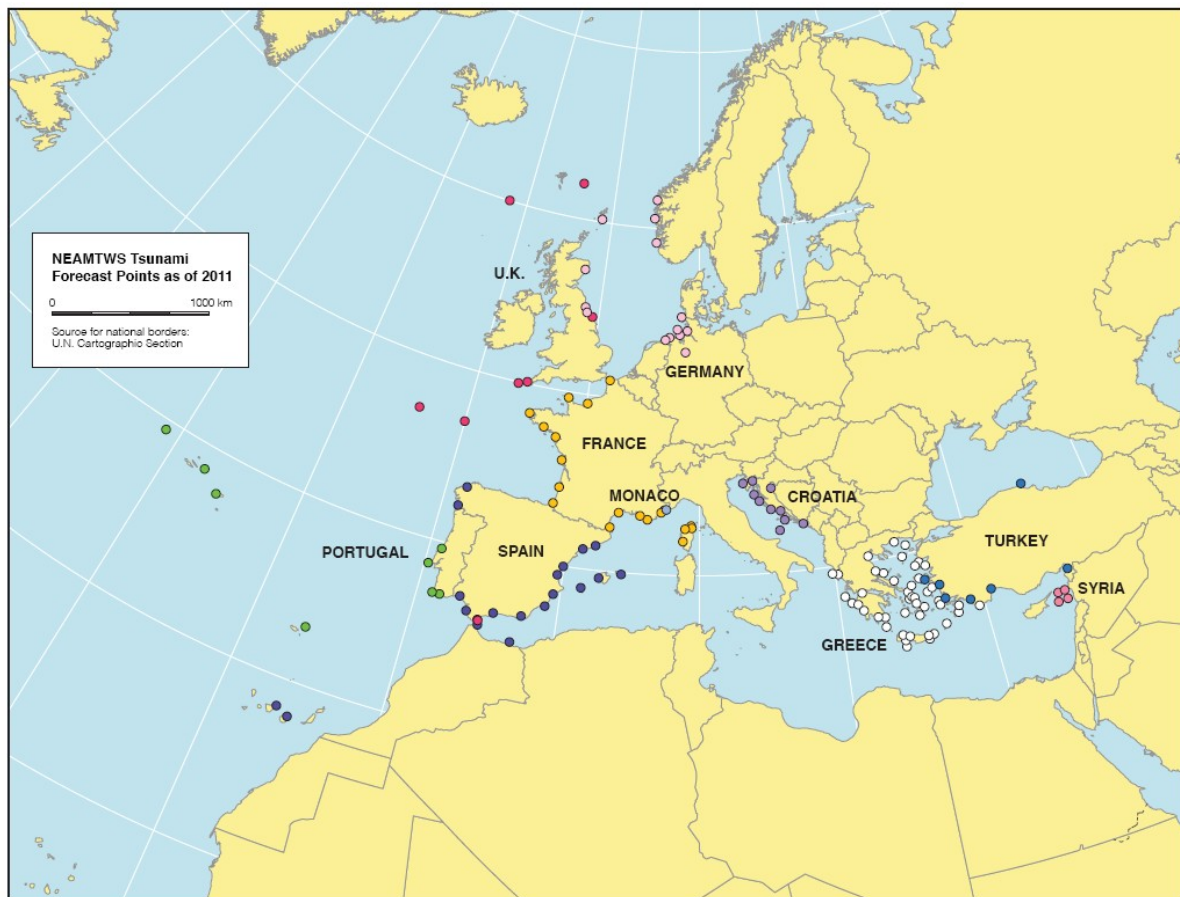 NEAMTWS Tsunami
Forecast Points as of 2011
0 1000 km
Source for national borders:
U.N. Cartographic Section
U.K.
GERMANY
FRANCE
MONACO
CROATIA
PORTUGAL
SPAIN
TURKEY
SYRIA
GREECE